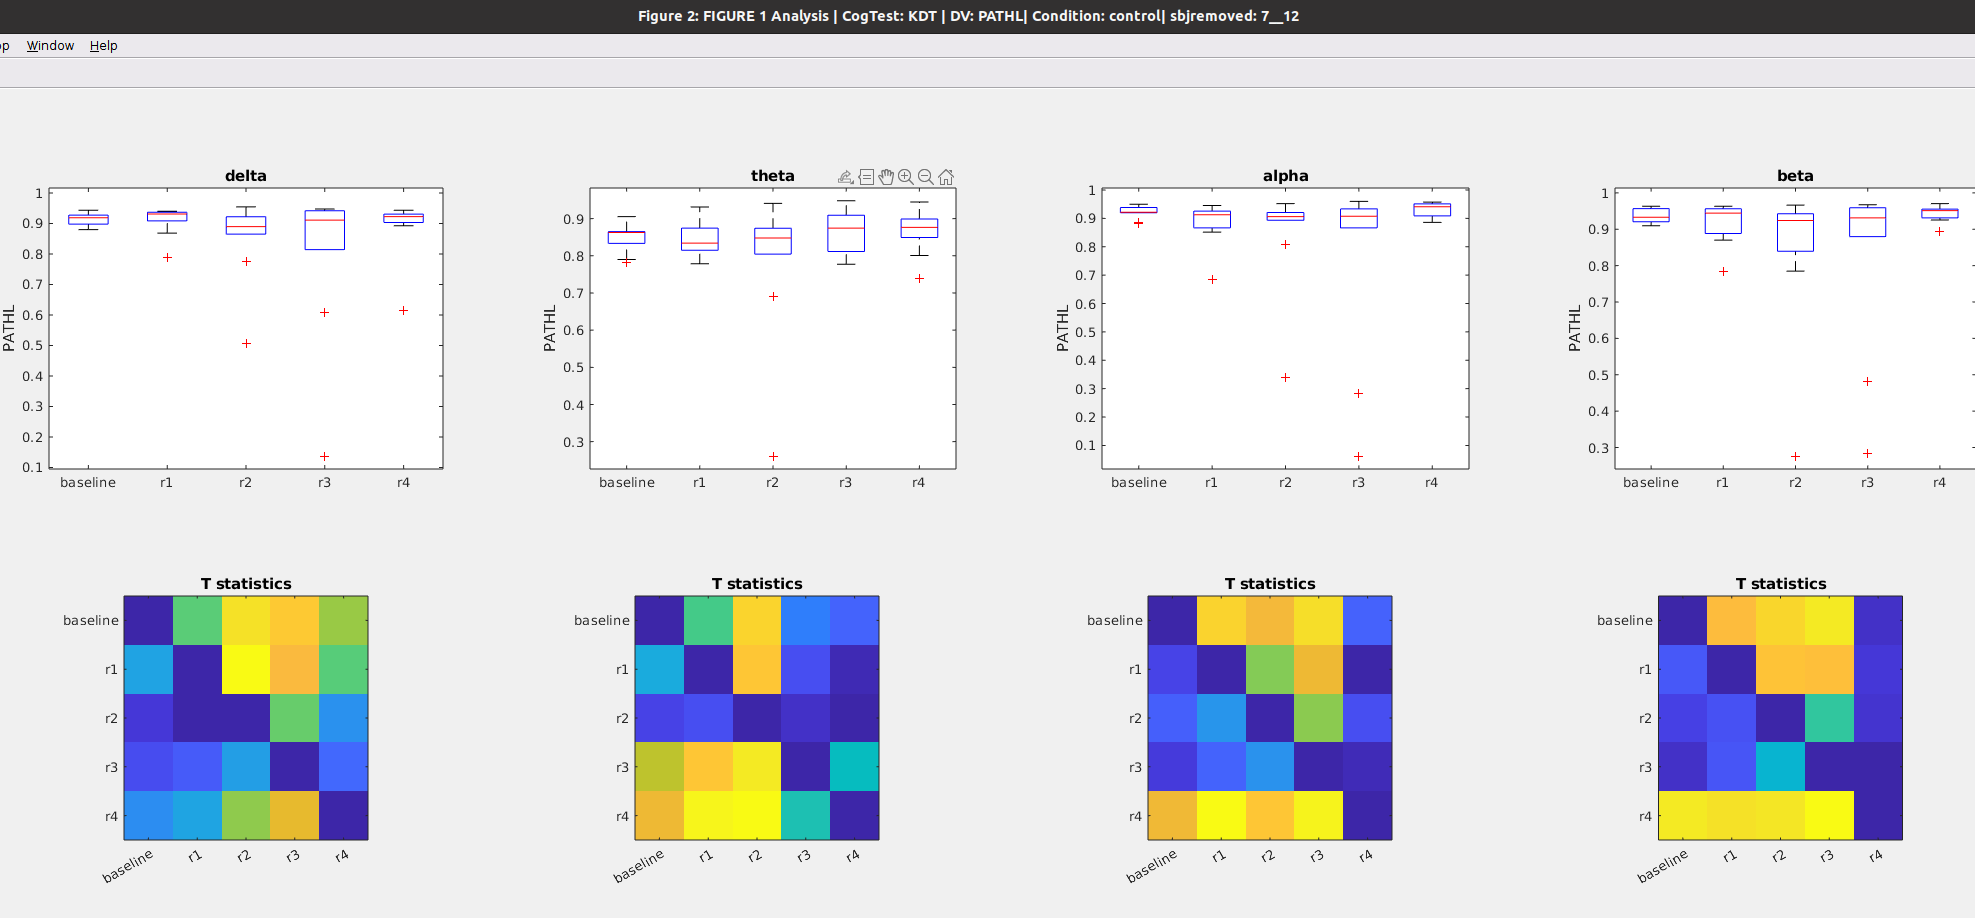 Figure 2: FIGURE 1 Analysis | CogTest: KDT | DV: PATHL| Condition: control| sbjremoved: 7__12
op Window Help
delta
1
0.9
0.8
0.7
0.6
0.5
0.4
0.3
0.2
0.1
PATHL
baseline r1 r2 r3 r4
theta
0.9
0.8
0.7
0.6
0.5
0.4
0.3
PATHL
baseline r1 r2 r3 r4
alpha
1
0.9
0.8
0.7
0.6
0.5
0.4
0.3
0.2
0.1
PATHL
baseline r1 r2 r3 r4
beta
1
0.9
0.8
0.7
0.6
0.5
0.4
0.3
PATHL
baseline r1 r2 r3 r4
T statistics
baseline
r1
r2
r3
r4
baseline r1 r2 r3 r4
T statistics
baseline
r1
r2
r3
r4
baseline r1 r2 r3 r4
T statistics
baseline
r1
r2
r3
r4
baseline r1 r2 r3 r4
T statistics
baseline
r1
r2
r3
r4
baseline r1 r2 r3 r4